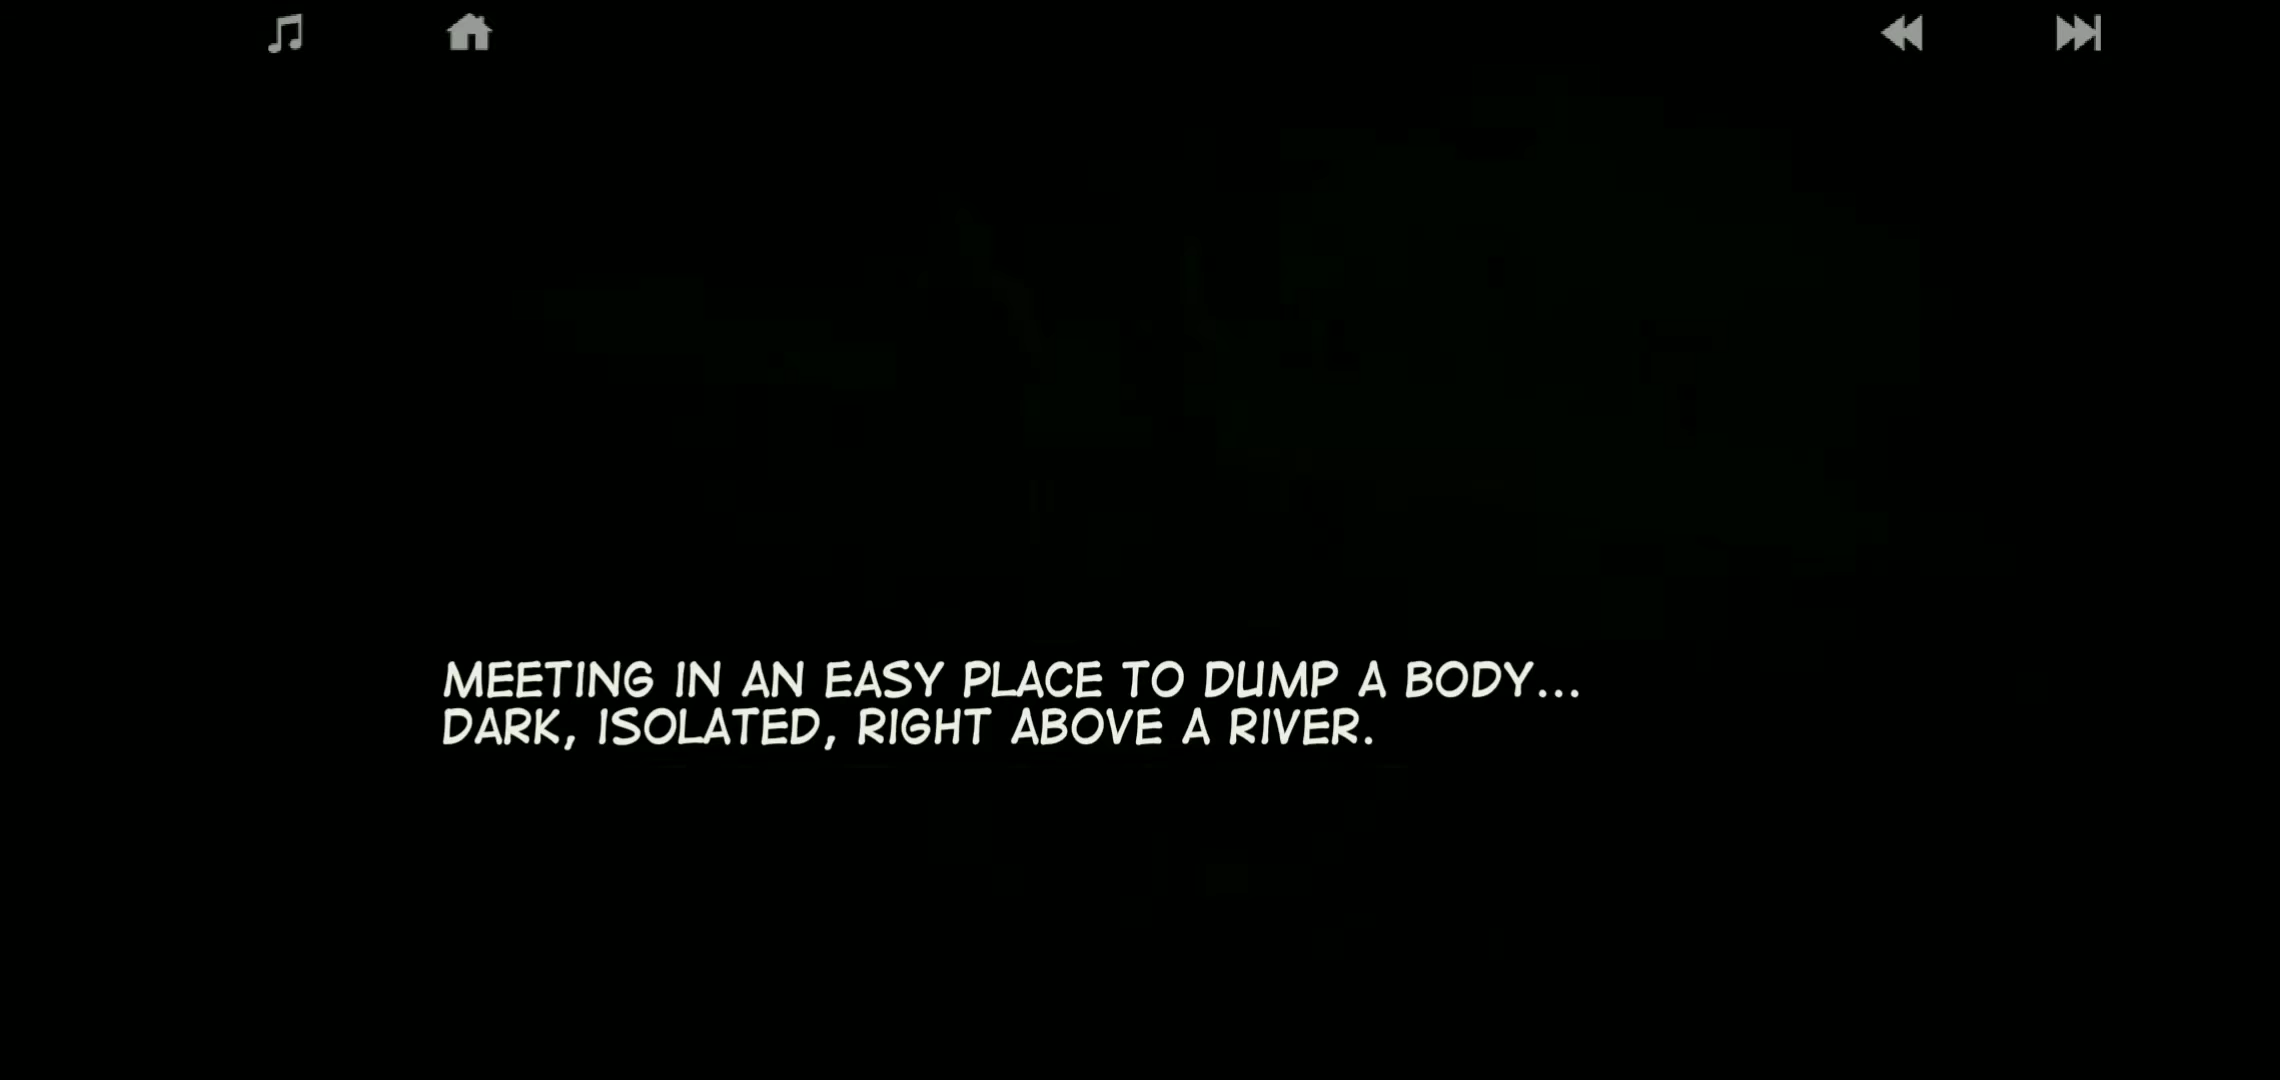 MEETING IN AN EASY PLACE TO DUMP A BODY...
DARK, ISOLATED, RIGHT ABOVE A RIVER.